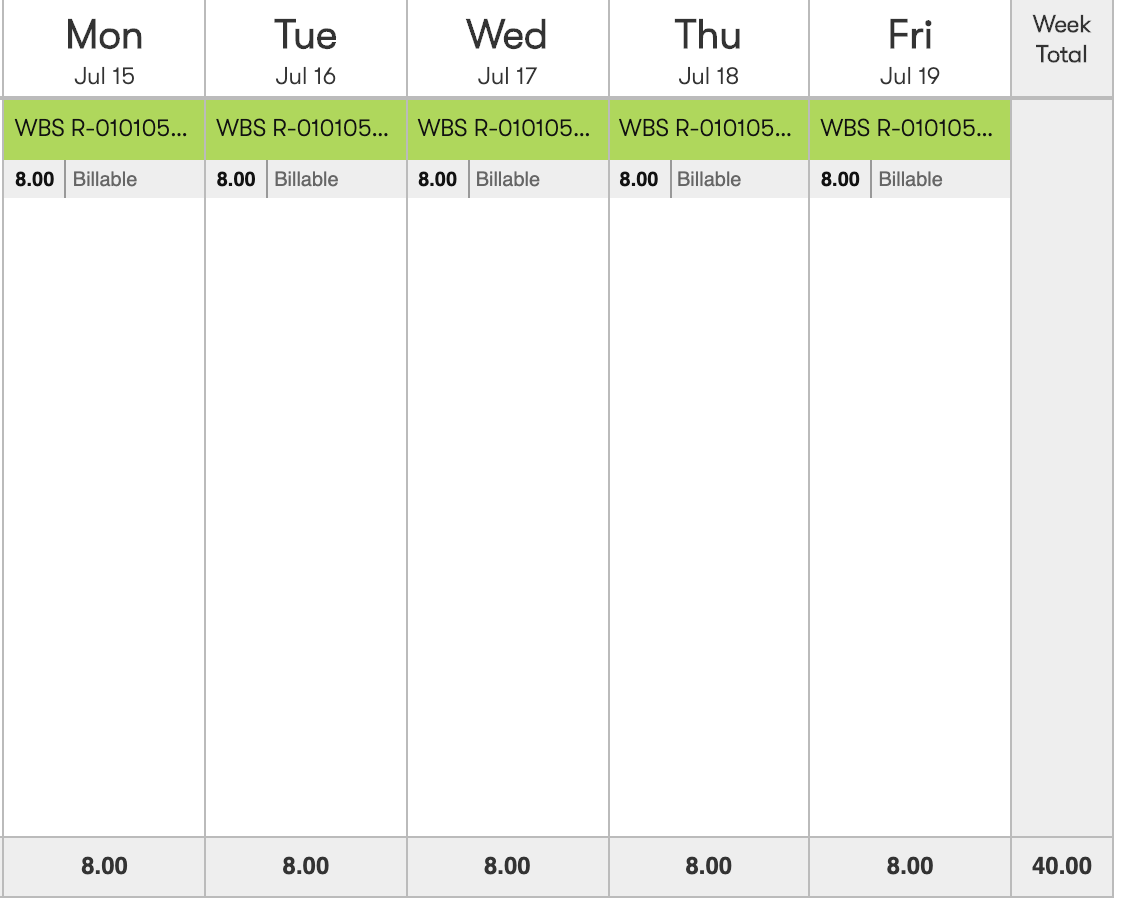 Mon Tue Wed Thu Fri Week Total
Jul 15 Jul 16 Jul 17 Jul 18 Jul 19
WBS R-010105... WBS R-010105... WBS R-010105... WBS R-010105... WBS R-010105...
8.00 Billable 8.00 Billable 8.00 Billable 8.00 Billable 8.00 Billable
8.00 8.00 8.00 8.00 8.00 40.00